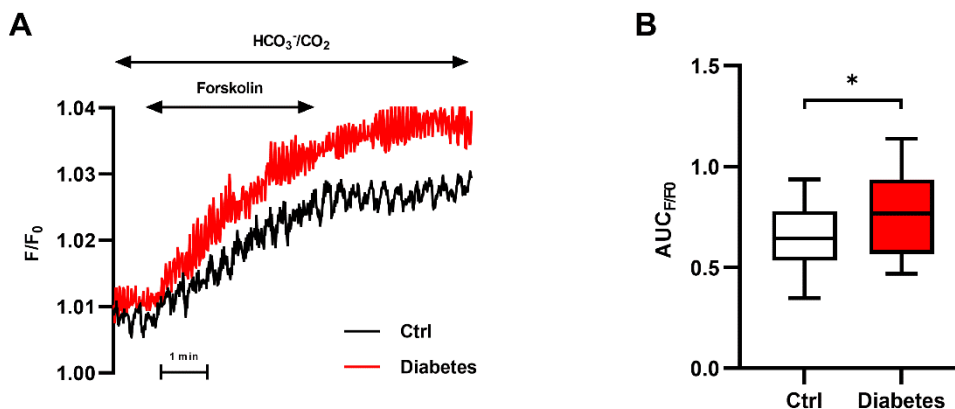 A
HCO₃⁻/CO₂
Forskolin
1.04
1.03
1.02
1.01
1.00
F/F₀
1 min
Ctrl
Diabetes
B
*
1.5
1.0
0.5
0.0
AUC F/F0
Ctrl Diabetes